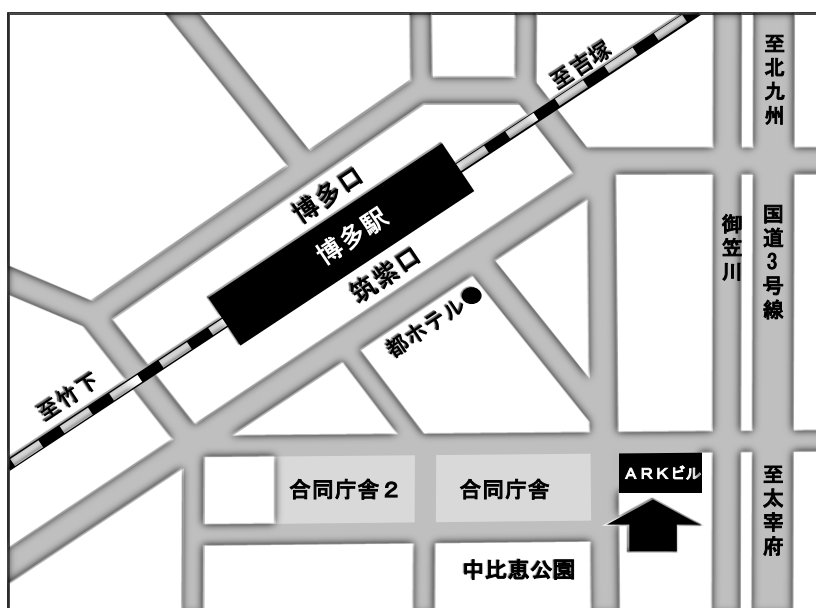 至吉塚
至北九州
博多口
博多駅
筑紫口
御笠川
国道3号線
都ホテル
至竹下
合同庁舎2
合同庁舎
ARKビル
至太宰府
中比恵公園